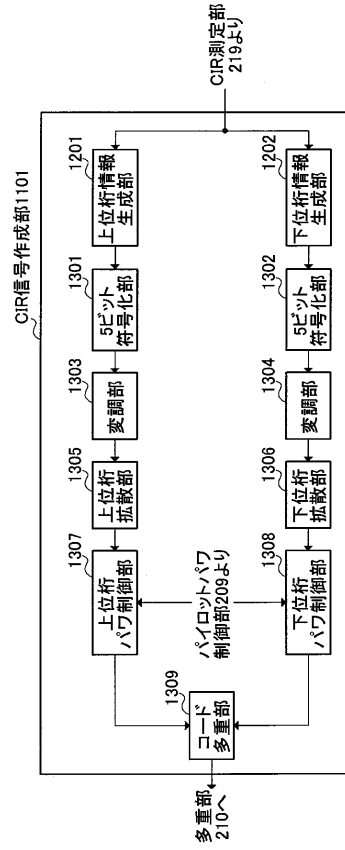 CIR信号作成部1101
CIR測定部
219より
1201
上位桁情報
生成部
1202
下位桁情報
生成部
1301
5ビット
符号化部
1302
5ビット
符号化部
1303
変調部
1304
変調部
1305
上位桁
拡散部
1306
下位桁
拡散部
1307
上位桁
パワ制御部
1308
下位桁
パワ制御部
パイロットパワ
制御部209より
1309
コード
多重部
多重部
210へ